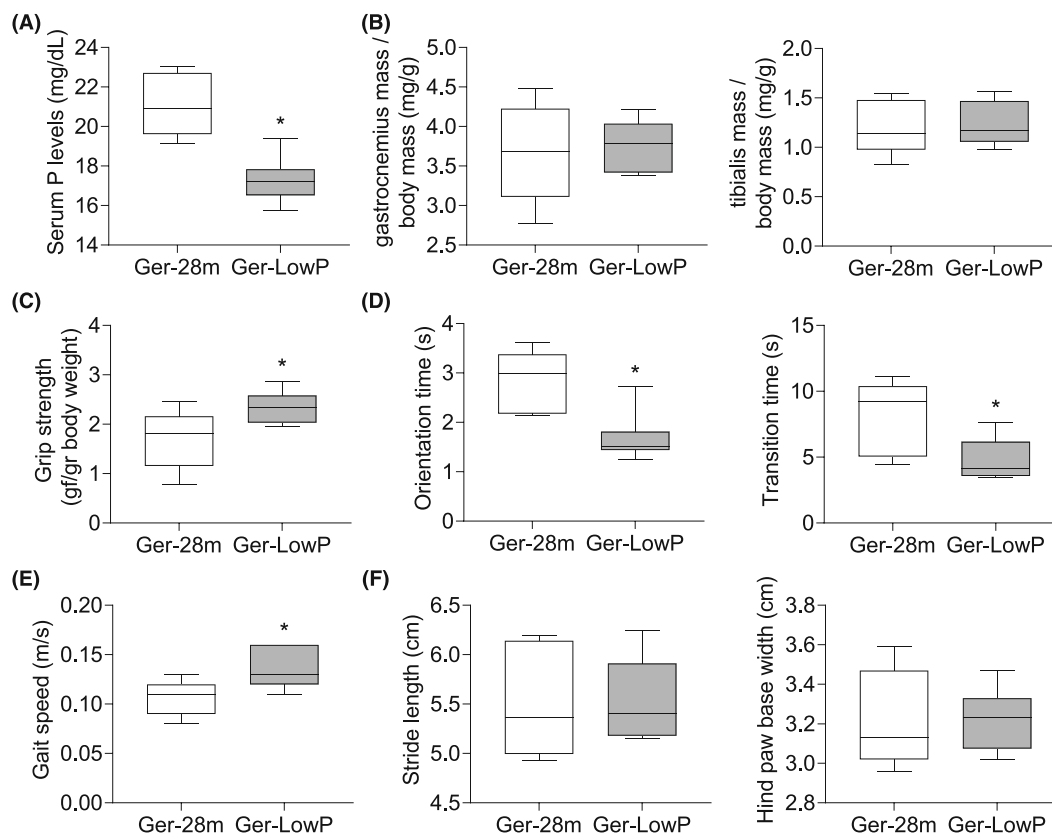 (A)
Serum P levels (mg/dL)
24
22
20
18
16
14
*
Ger-28m Ger-LowP
(B)
gastrocnemius mass /
body mass (mg/g)
5.0
4.5
4.0
3.5
3.0
2.5
Ger-28m Ger-LowP
tibialis mass /
body mass (mg/g)
2.0
1.5
1.0
0.5
0.0
Ger-28m Ger-LowP
(C)
Grip strength
(gf/gr body weight)
4
3
2
1
0
*
Ger-28m Ger-LowP
(D)
Orientation time (s)
4
3
2
1
0
*
Ger-28m Ger-LowP
Transition time (s)
15
10
5
0
*
Ger-28m Ger-LowP
(E)
Gait speed (m/s)
0.20
0.15
0.10
0.05
0.00
*
Ger-28m Ger-LowP
(F)
Stride length (cm)
6.5
6.0
5.5
5.0
4.5
Ger-28m Ger-LowP
Hind paw base width (cm)
3.8
3.6
3.4
3.2
3.0
2.8
Ger-28m Ger-LowP